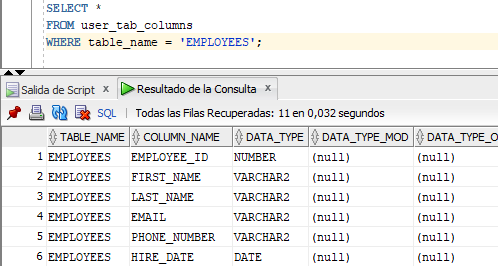 SELECT *
FROM user_tab_columns
WHERE table_name = 'EMPLOYEES';
Salida de Script x Resultado de la Consulta x
SQL | Todas las Filas Recuperadas: 11 en 0,032 segundos
TABLE_NAME COLUMN_NAME DATA_TYPE DATA_TYPE_MOD DATA_TYPE_O
1 EMPLOYEES EMPLOYEE_ID NUMBER (null) (null)
2 EMPLOYEES FIRST_NAME VARCHAR2 (null) (null)
3 EMPLOYEES LAST_NAME VARCHAR2 (null) (null)
4 EMPLOYEES EMAIL VARCHAR2 (null) (null)
5 EMPLOYEES PHONE_NUMBER VARCHAR2 (null) (null)
6 EMPLOYEES HIRE_DATE DATE (null) (null)